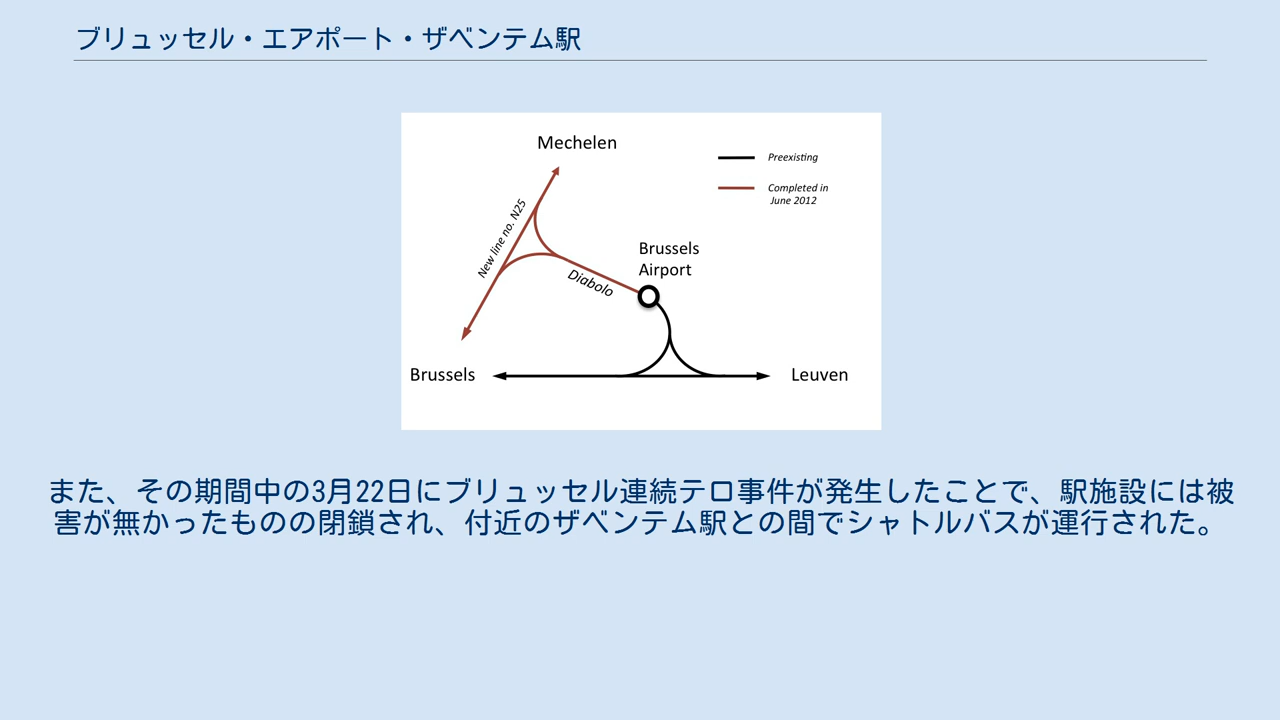 ブリュッセル・エアポート・ザベンテム駅
Mechelen
Preexisting
Completed in
June 2012
New line no. N25
Brussels
Airport
Diabolo
Brussels
Leuven
また、その期間中の3月22日にブリュッセル連続テロ事件が発生したことで、駅施設には被
害が無かったものの閉鎖され、付近のザベンテム駅との間でシャトルバスが運行された。